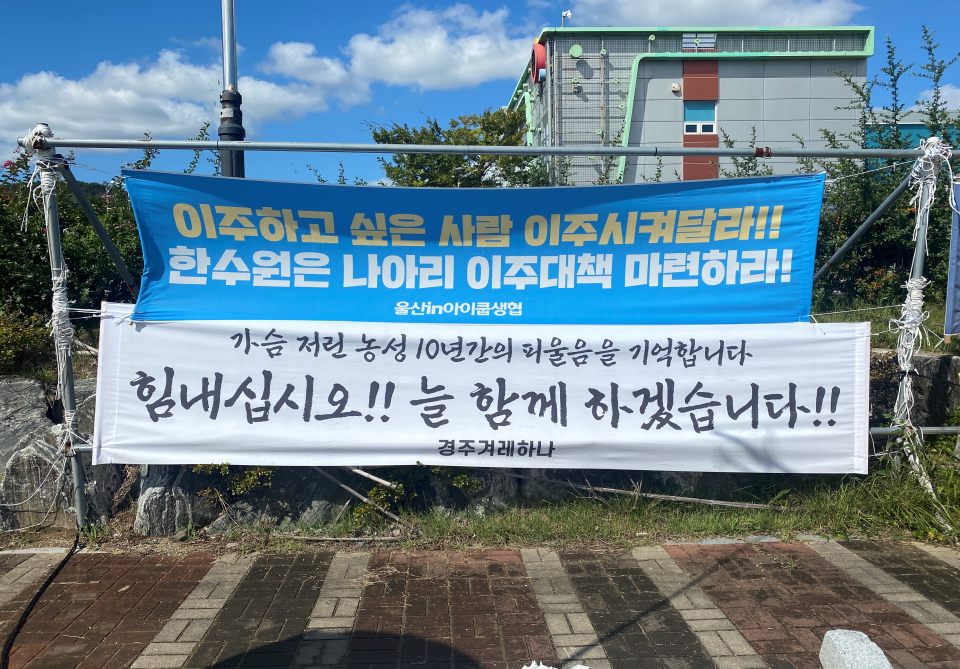 이주하고 싶은 사람 이주시켜달라!!
한수원은 나아리 이주대책 마련하라!
울산in아이쿱생협
가슴 저린 농성 10년간의 피울음을 기억합니다
힘내십시오!! 늘 함께 하겠습니다!!
경주겨레하나